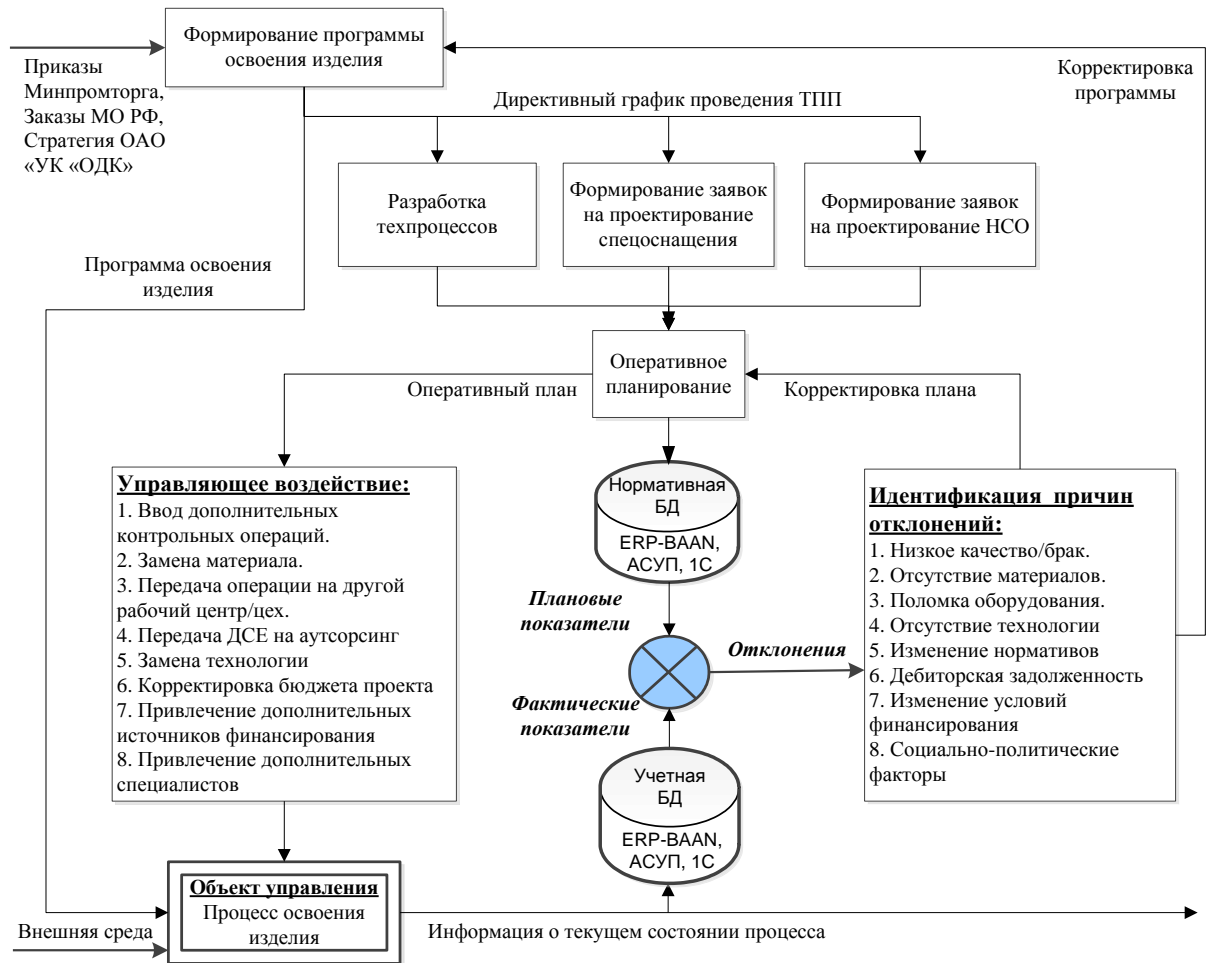 Формирование программы
освоения изделия
Приказы
Минпромторга,
Заказы МО РФ,
Стратегия ОАО
«УК «ОДК»
Корректировка
программы
Директивный график проведения ТПП
Разработка
техпроцессов
Формирование заявок
на проектирование
спецоснащения
Формирование заявок
на проектирование НСО
Программа освоения
изделия
Оперативное
планирование
Оперативный план
Корректировка плана
Управляющее воздействие:
1. Ввод дополнительных
контрольных операций.
2. Замена материала.
3. Передача операции на другой
рабочий центр/цех.
4. Передача ДСЕ на аутсорсинг
5. Замена технологии
6. Корректировка бюджета проекта
7. Привлечение дополнительных
источников финансирования
8. Привлечение дополнительных
специалистов
Нормативная
БД
ERP-BAAN,
АСУП, 1С
Плановые
показатели
Отклонения
Фактические
показатели
Учетная
БД
ERP-BAAN,
АСУП, 1С
Идентификация причин
отклонений:
1. Низкое качество/брак.
2. Отсутствие материалов.
3. Поломка оборудования.
4. Отсутствие технологии
5. Изменение нормативов
6. Дебиторская задолженность
7. Изменение условий
финансирования
8. Социально-политические
факторы
Объект управления
Процесс освоения
изделия
Внешняя среда
Информация о текущем состоянии процесса